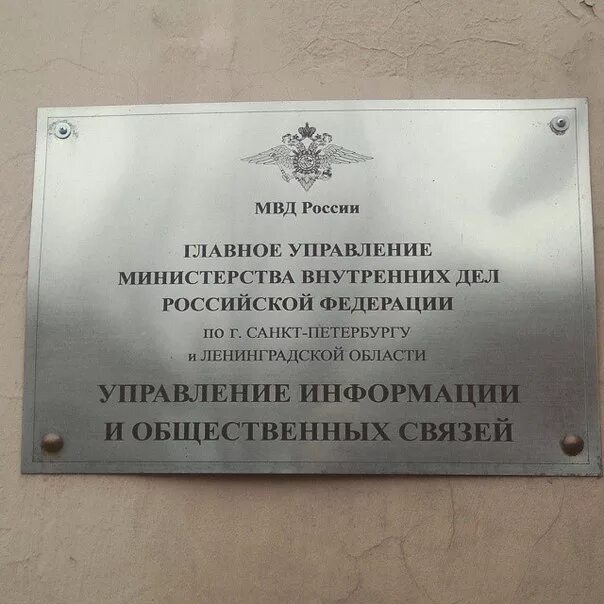 МВД России
ГЛАВНОЕ УПРАВЛЕНИЕ
МИНИСТЕРСТВА ВНУТРЕННИХ ДЕЛ
РОССИЙСКОЙ ФЕДЕРАЦИИ
по г. САНКТ-ПЕТЕРБУРГУ
и ЛЕНИНГРАДСКОЙ ОБЛАСТИ
УПРАВЛЕНИЕ ИНФОРМАЦИИ
И ОБЩЕСТВЕННЫХ СВЯЗЕЙ